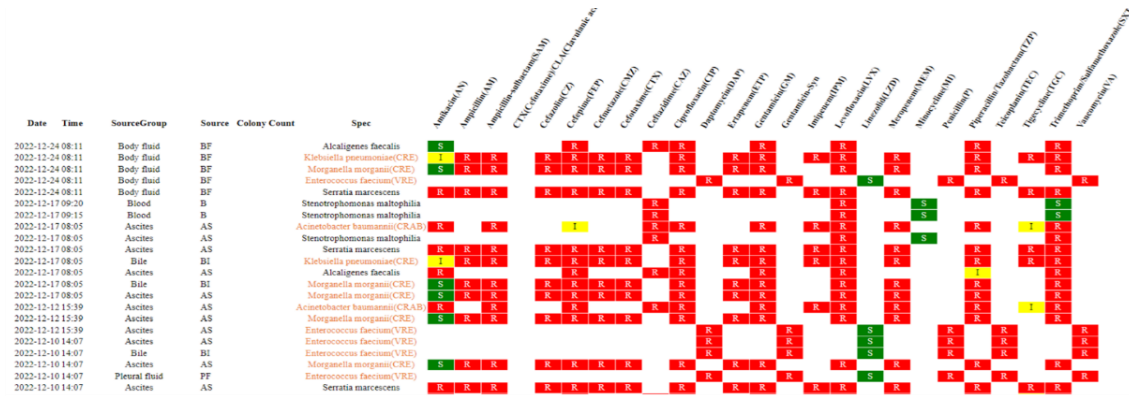 Date Time SourceGroup Source Colony Count Spec Amikacin(AN) Ampicillin(AM) Ampicillin-sulbactam(SAM) CTX(Cefotaxime)/CLA(Clavulanic Cefazolin(CZ) Cefepime(FEP) Cefmetazole(CMZ) Cefotaxime(CTX) Ceftazidime(CAZ) Ciprofloxacin(CIP) Daptomycin(DAP) Ertapenem(ETP) Gentamicin(GM) Gentamicin-Syn Imipenem(IPM) Levofloxacin(LVX) Linezolid(LZD) Meropenem(MEM) Minocycline(MI) Penicillin(P) Piperacillin/Tazobactam(TZP) Teicoplanin(TEC) Tigecycline(TGC) Trimethoprim/Sulfamethoxazole(SXT Vancomycin(VA)
2022-12-24 08:11 Body fluid BF Alcaligenes faecalis S R R R R R R R
2022-12-24 08:11 Body fluid BF Klebsiella pneumoniae(CRE) I R R R R R R R R R R R R R R R
2022-12-24 08:11 Body fluid BF Morganella morganii(CRE) S R R R R R R R R R R R R R
2022-12-24 08:11 Body fluid BF Enterococcus faecium(VRE) R R S R R R
2022-12-24 08:11 Body fluid BF Serratia marcescens R R R R R R R R R R R R R R R R
2022-12-17 09:20 Blood B Stenotrophomonas maltophilia R R S S
2022-12-17 09:15 Blood B Stenotrophomonas maltophilia R R S S
2022-12-17 08:05 Ascites AS Acinetobacter baumannii(CRAB) R R I R R R R R R R I R
2022-12-17 08:05 Ascites AS Stenotrophomonas maltophilia R R S R
2022-12-17 08:05 Ascites AS Serratia marcescens R R R R R R R R R R R R R R R R
2022-12-17 08:05 Bile BI Klebsiella pneumoniae(CRE) I R R R R R R R R R R R R R R R
2022-12-17 08:05 Ascites AS Alcaligenes faecalis R R R R R R I R
2022-12-17 08:05 Bile BI Morganella morganii(CRE) S R R R R R R R R R R R R R
2022-12-17 08:05 Ascites AS Morganella morganii(CRE) S R R R R R R R R R R R R R
2022-12-12 15:39 Ascites AS Acinetobacter baumannii(CRAB) R R R R R R R R R I R
2022-12-12 15:39 Ascites AS Morganella morganii(CRE) S R R R R R R R R R R R R R
2022-12-12 15:39 Ascites AS Enterococcus faecium(VRE) R R S R R R
2022-12-10 14:07 Ascites AS Enterococcus faecium(VRE) R R S R R R
2022-12-10 14:07 Bile BI Enterococcus faecium(VRE) R R S R R R
2022-12-10 14:07 Ascites AS Morganella morganii(CRE) S R R R R R R R R R R R R R
2022-12-10 14:07 Pleural fluid PF Enterococcus faecium(VRE) R R S R R R
2022-12-10 14:07 Ascites AS Serratia marcescens R R R R R R R R R R R R R R R R